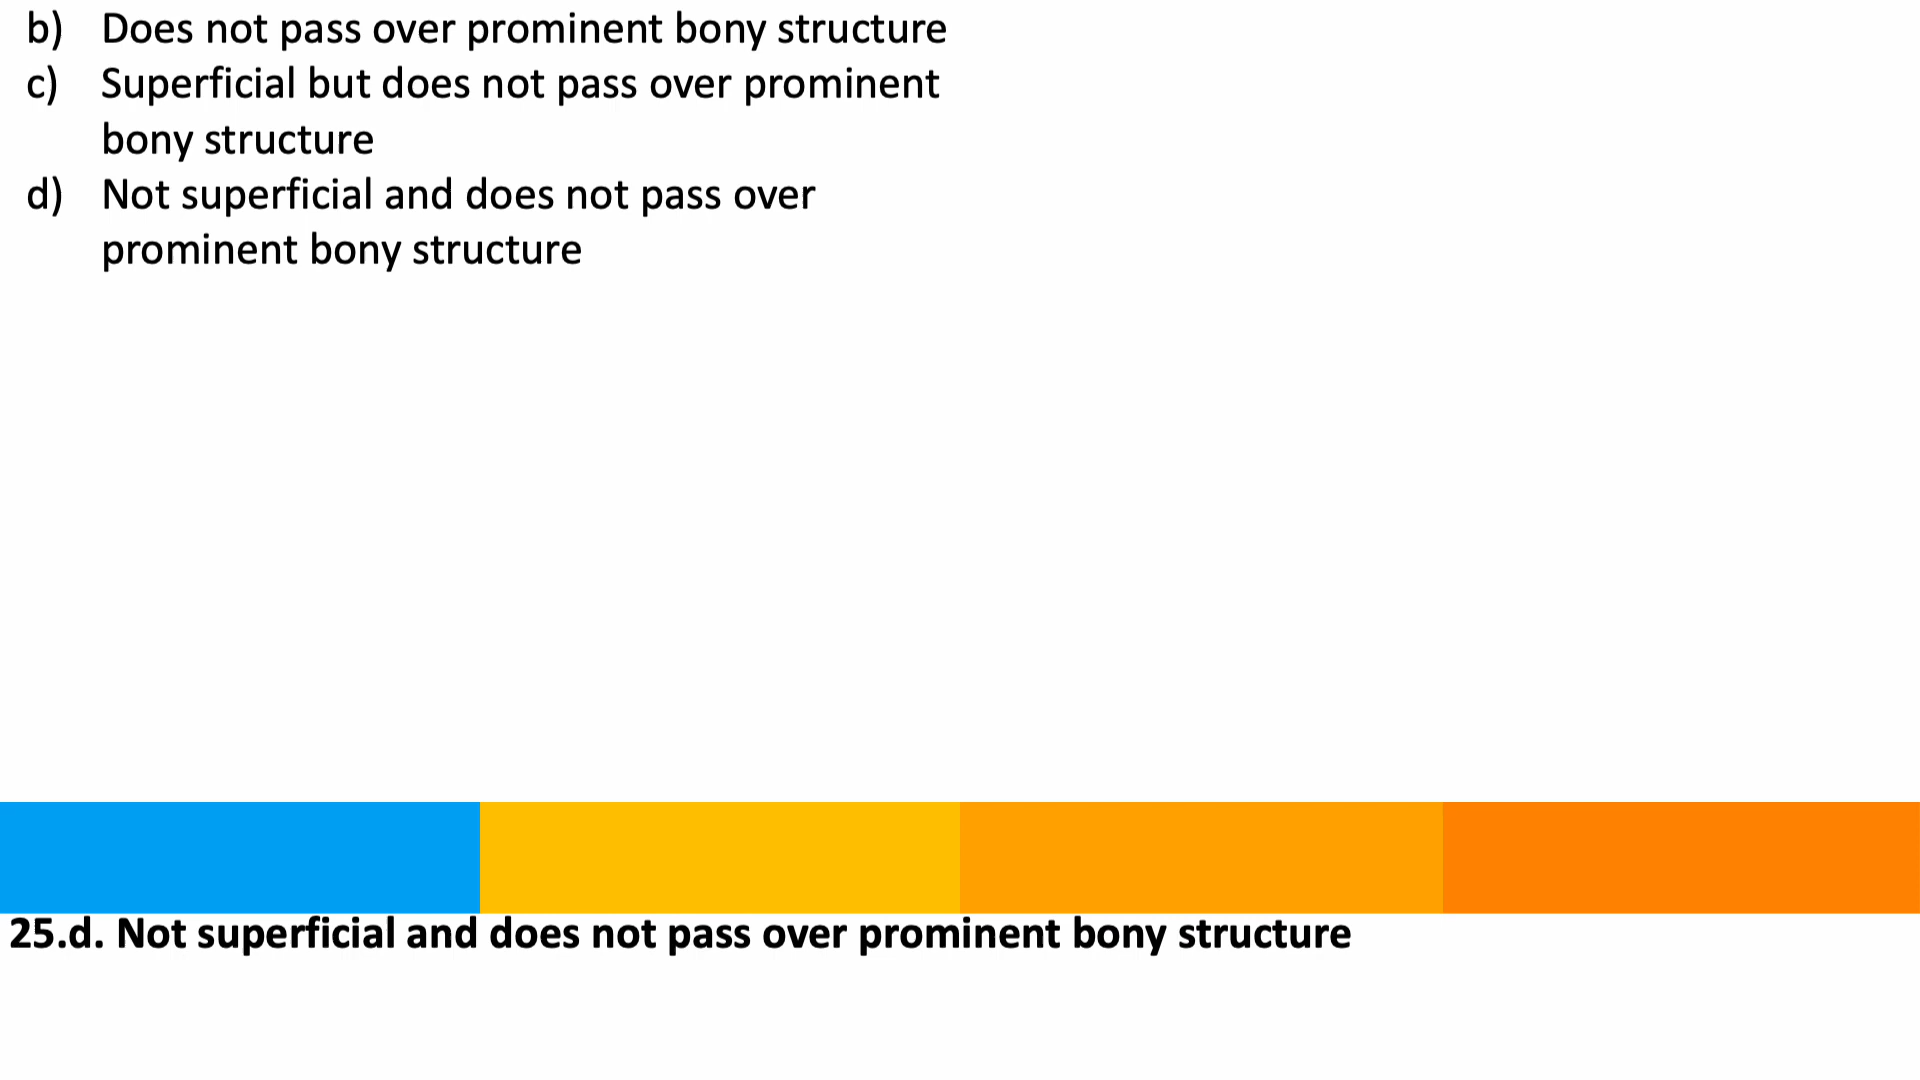 b) Does not pass over prominent bony structure
c) Superficial but does not pass over prominent
bony structure
d) Not superficial and does not pass over
prominent bony structure
25.d. Not superficial and does not pass over prominent bony structure